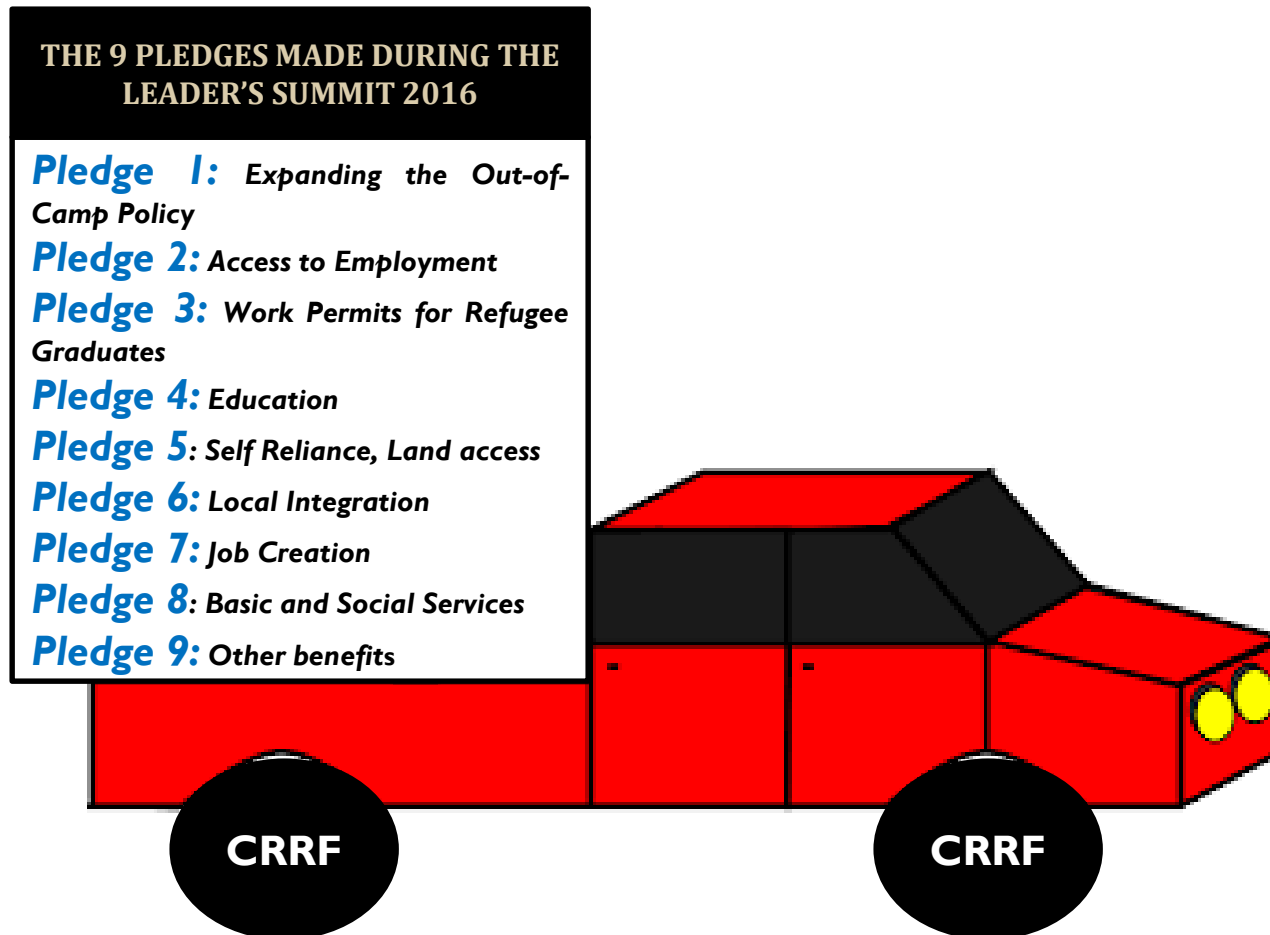 THE 9 PLEDGES MADE DURING THE
LEADER'S SUMMIT 2016
Pledge 1: Expanding the Out-of-
Camp Policy
Pledge 2: Access to Employment
Pledge 3: Work Permits for Refugee
Graduates
Pledge 4: Education
Pledge 5: Self Reliance, Land access
Pledge 6: Local Integration
Pledge 7: Job Creation
Pledge 8: Basic and Social Services
Pledge 9: Other benefits
CRRF
CRRF